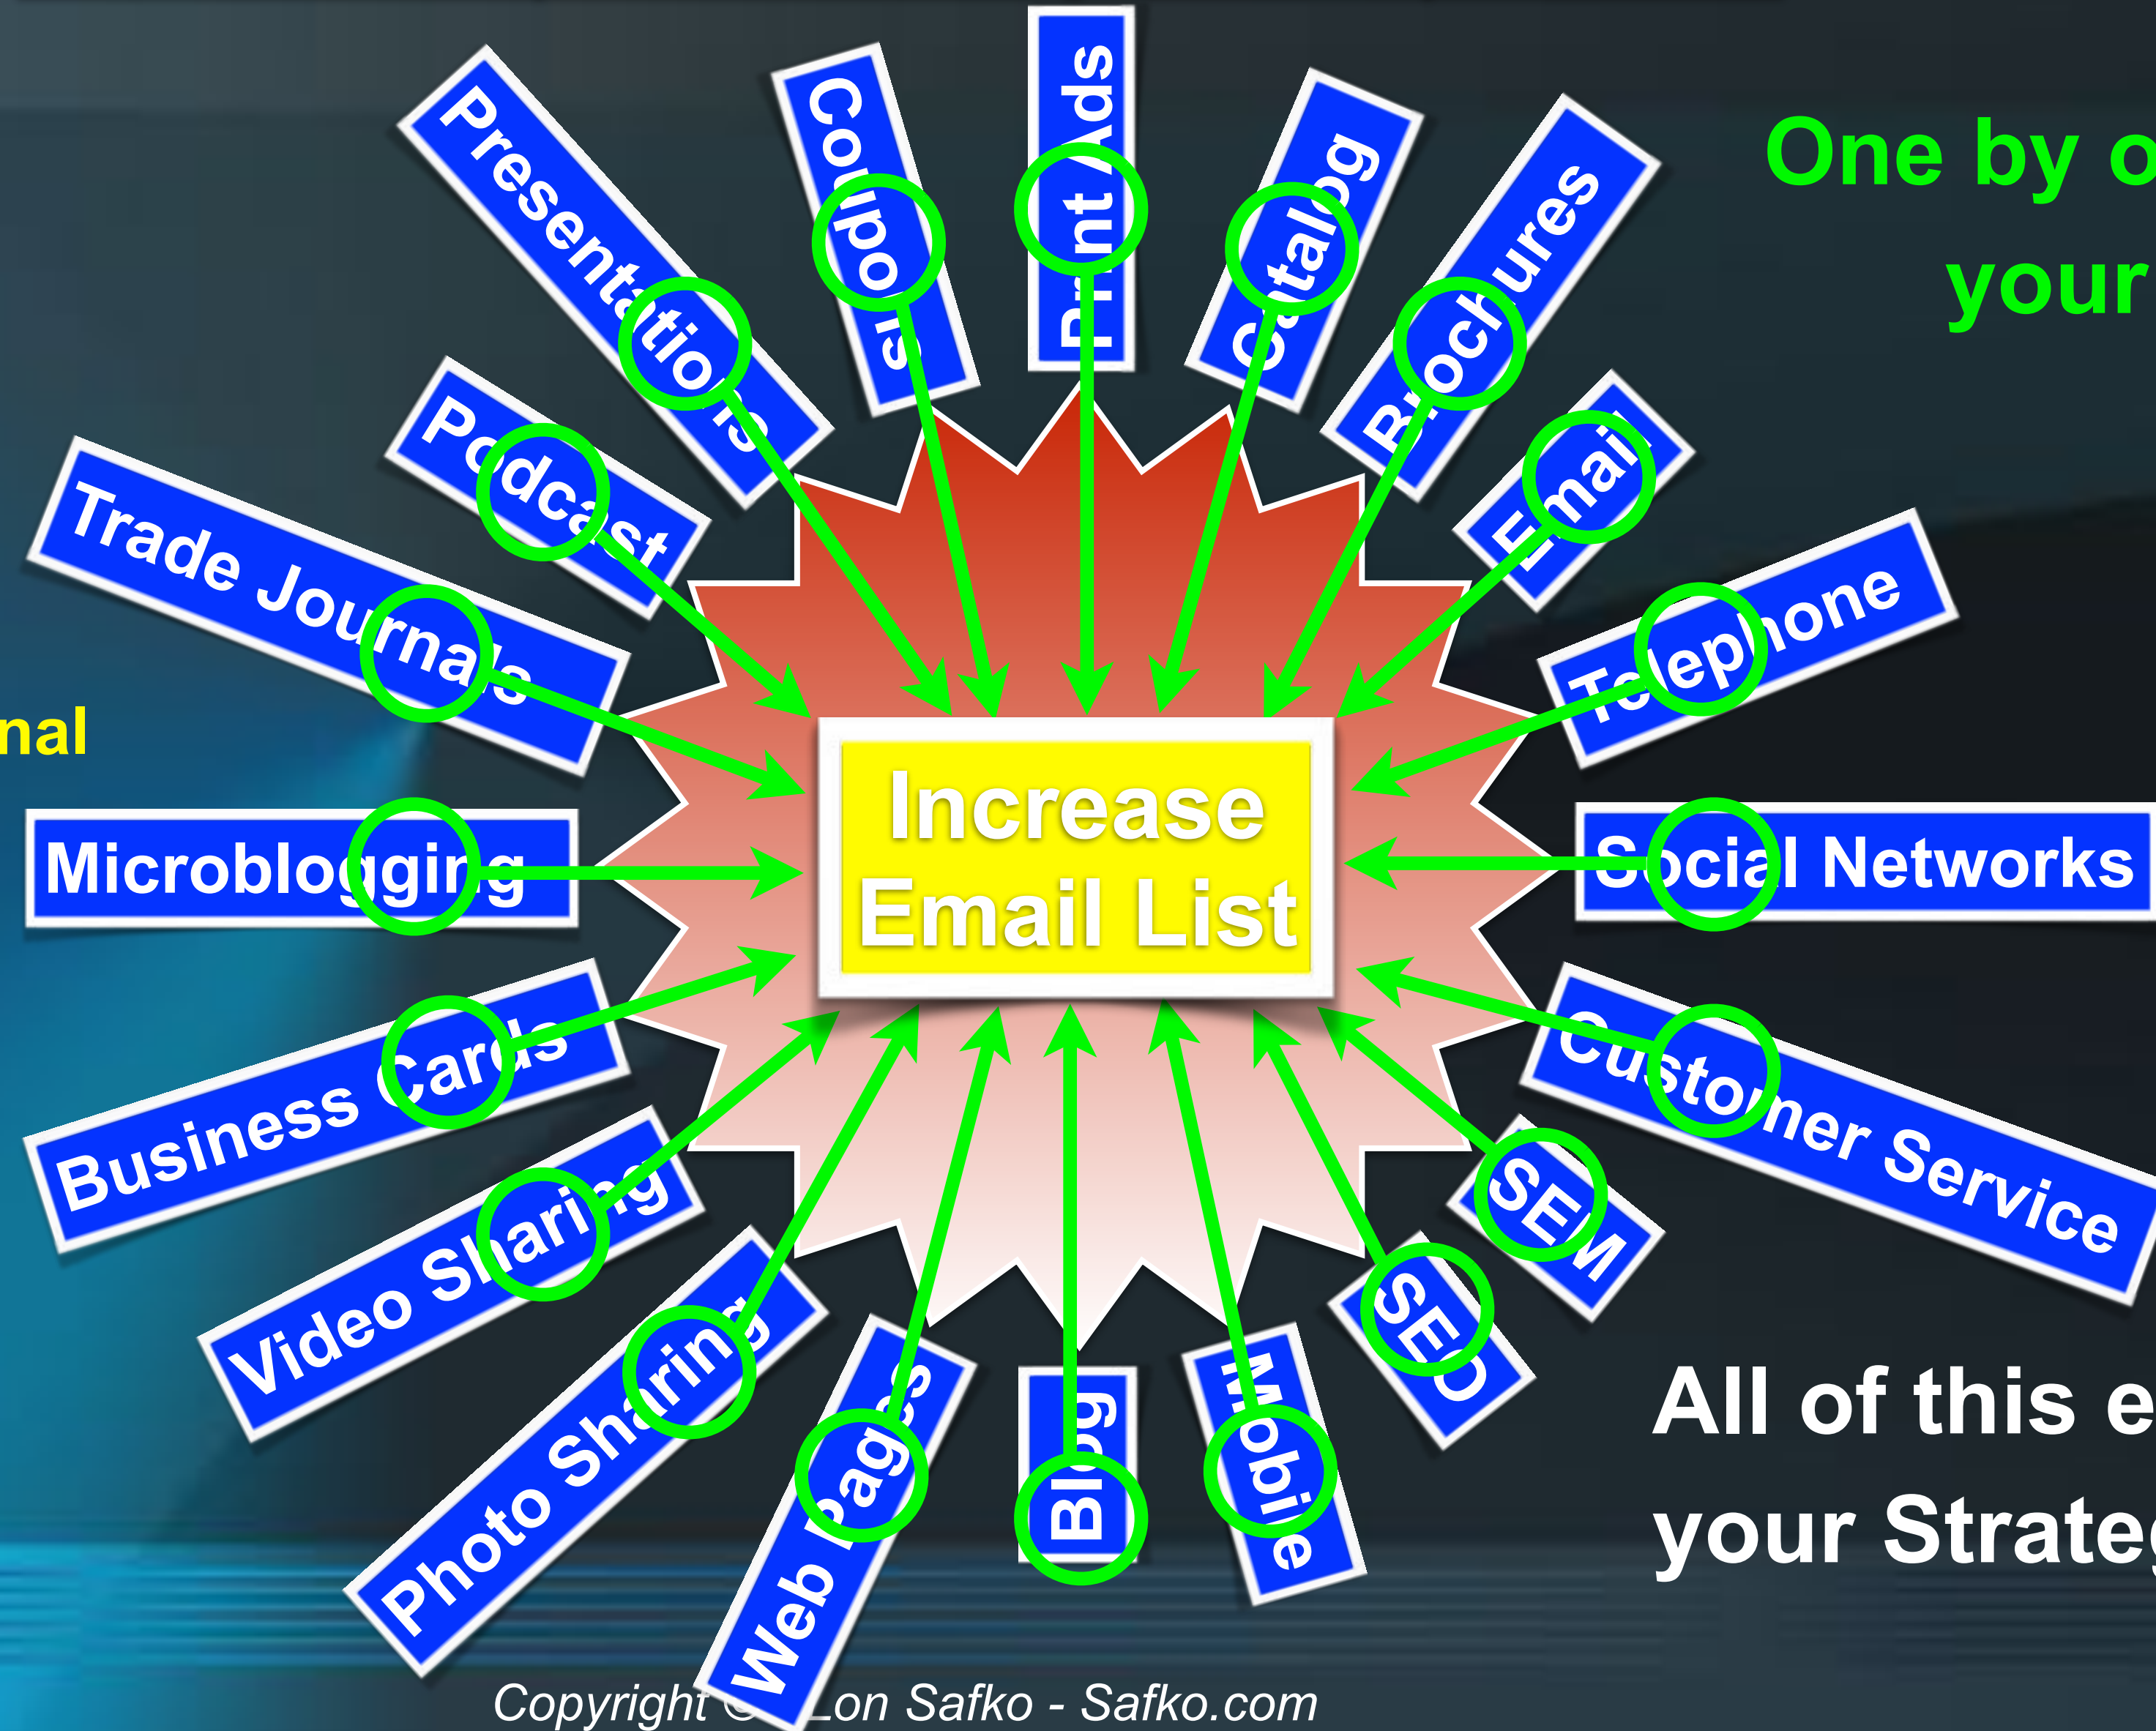 Presentations
Coupons
Print Ads
Catalog
Brochures
One by o
your
Podcast
Email
Trade Journals
Telephone
nal
Increase
Email List
Microblogging
Social Networks
Business Cards
Customer Service
Video Sharing
SEM
Photo Sharing
SEO
Web Pages
Blog
Mobile
All of this e
your Strateg
Copyright © Lon Safko - Safko.com